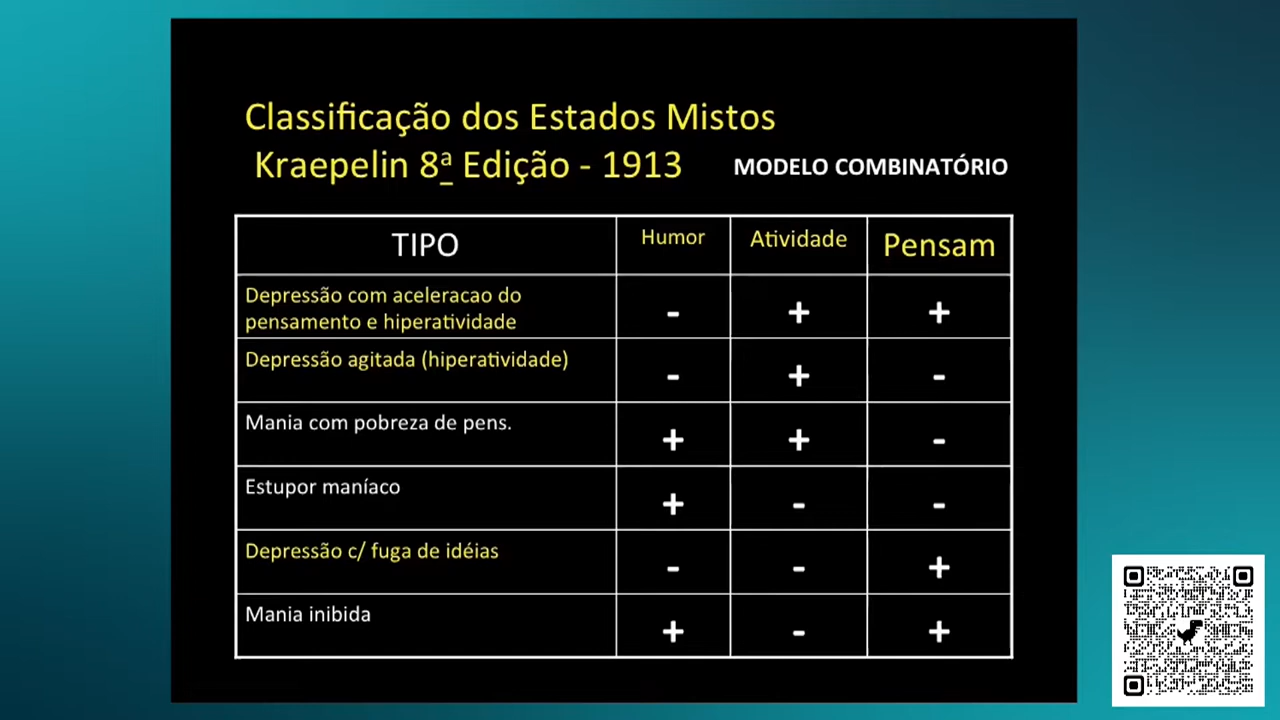 Classificação dos Estados Mistos
Kraepelin 8ª Edição - 1913
MODELO COMBINATÓRIO
TIPO Humor Atividade Pensam
Depressão com aceleracao do
pensamento e hiperatividade
- + +
Depressão agitada (hiperatividade) - + -
Mania com pobreza de pens. + + -
Estupor maníaco + - -
Depressão c/ fuga de idéias - - +
Mania inibida + - +